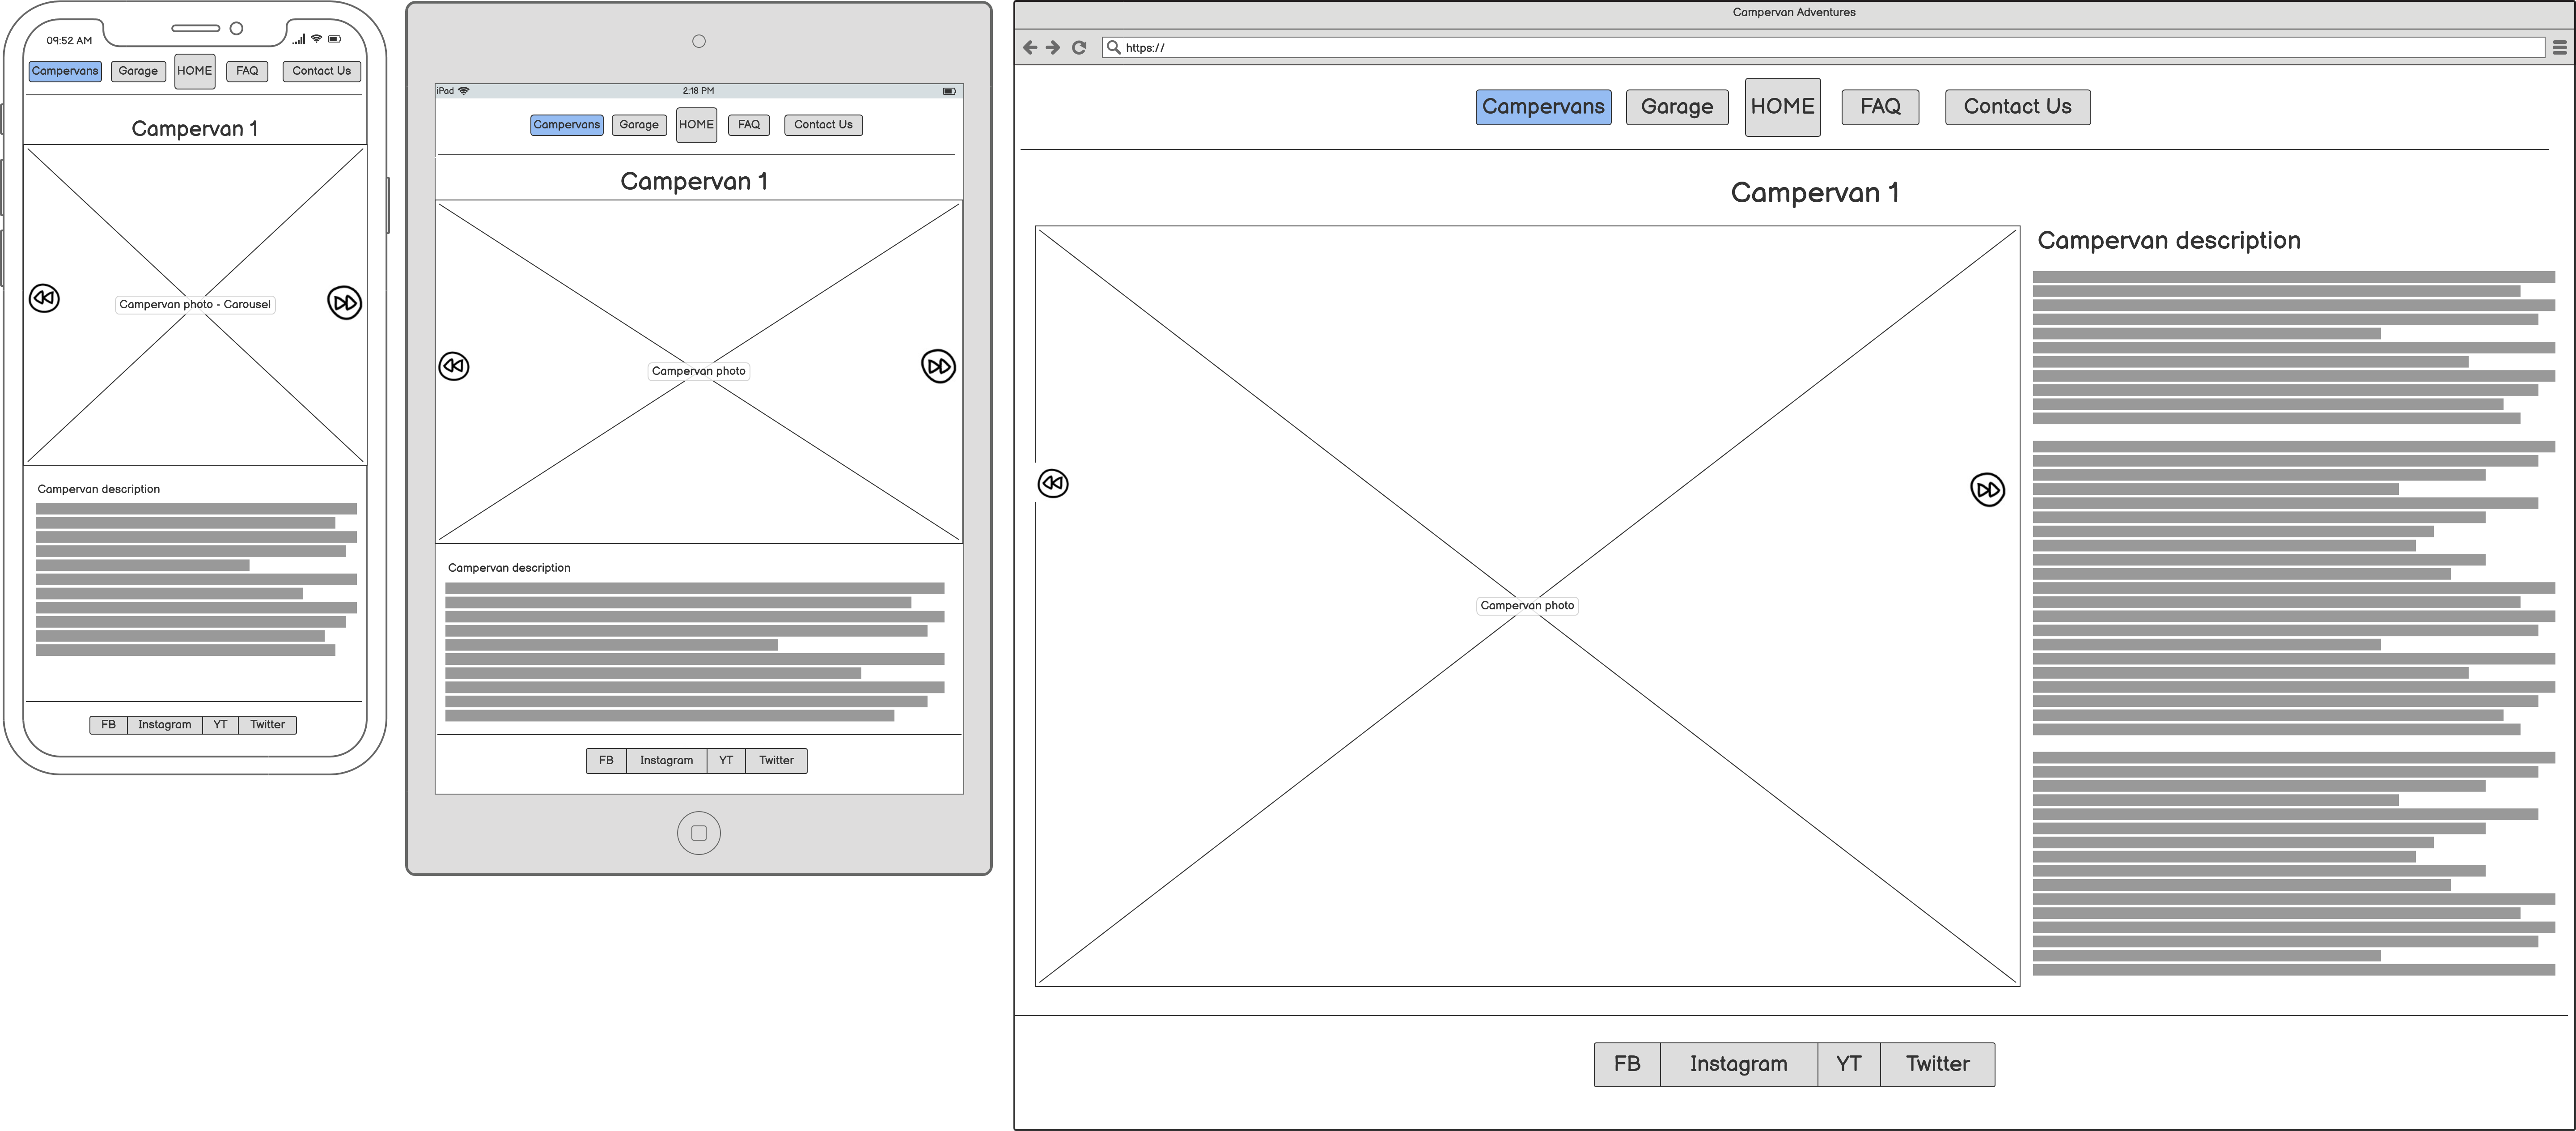 09:52 AM
Campervans Garage HOME FAQ Contact Us
Campervan 1
Campervan photo - Carousel
Campervan description
FB Instagram YT Twitter
iPad 2:18 PM
Campervans Garage HOME FAQ Contact Us
Campervan 1
Campervan photo
Campervan description
FB Instagram YT Twitter
Campervan Adventures
https://
Campervans Garage HOME FAQ Contact Us
Campervan 1
Campervan description
Campervan photo
FB Instagram YT Twitter